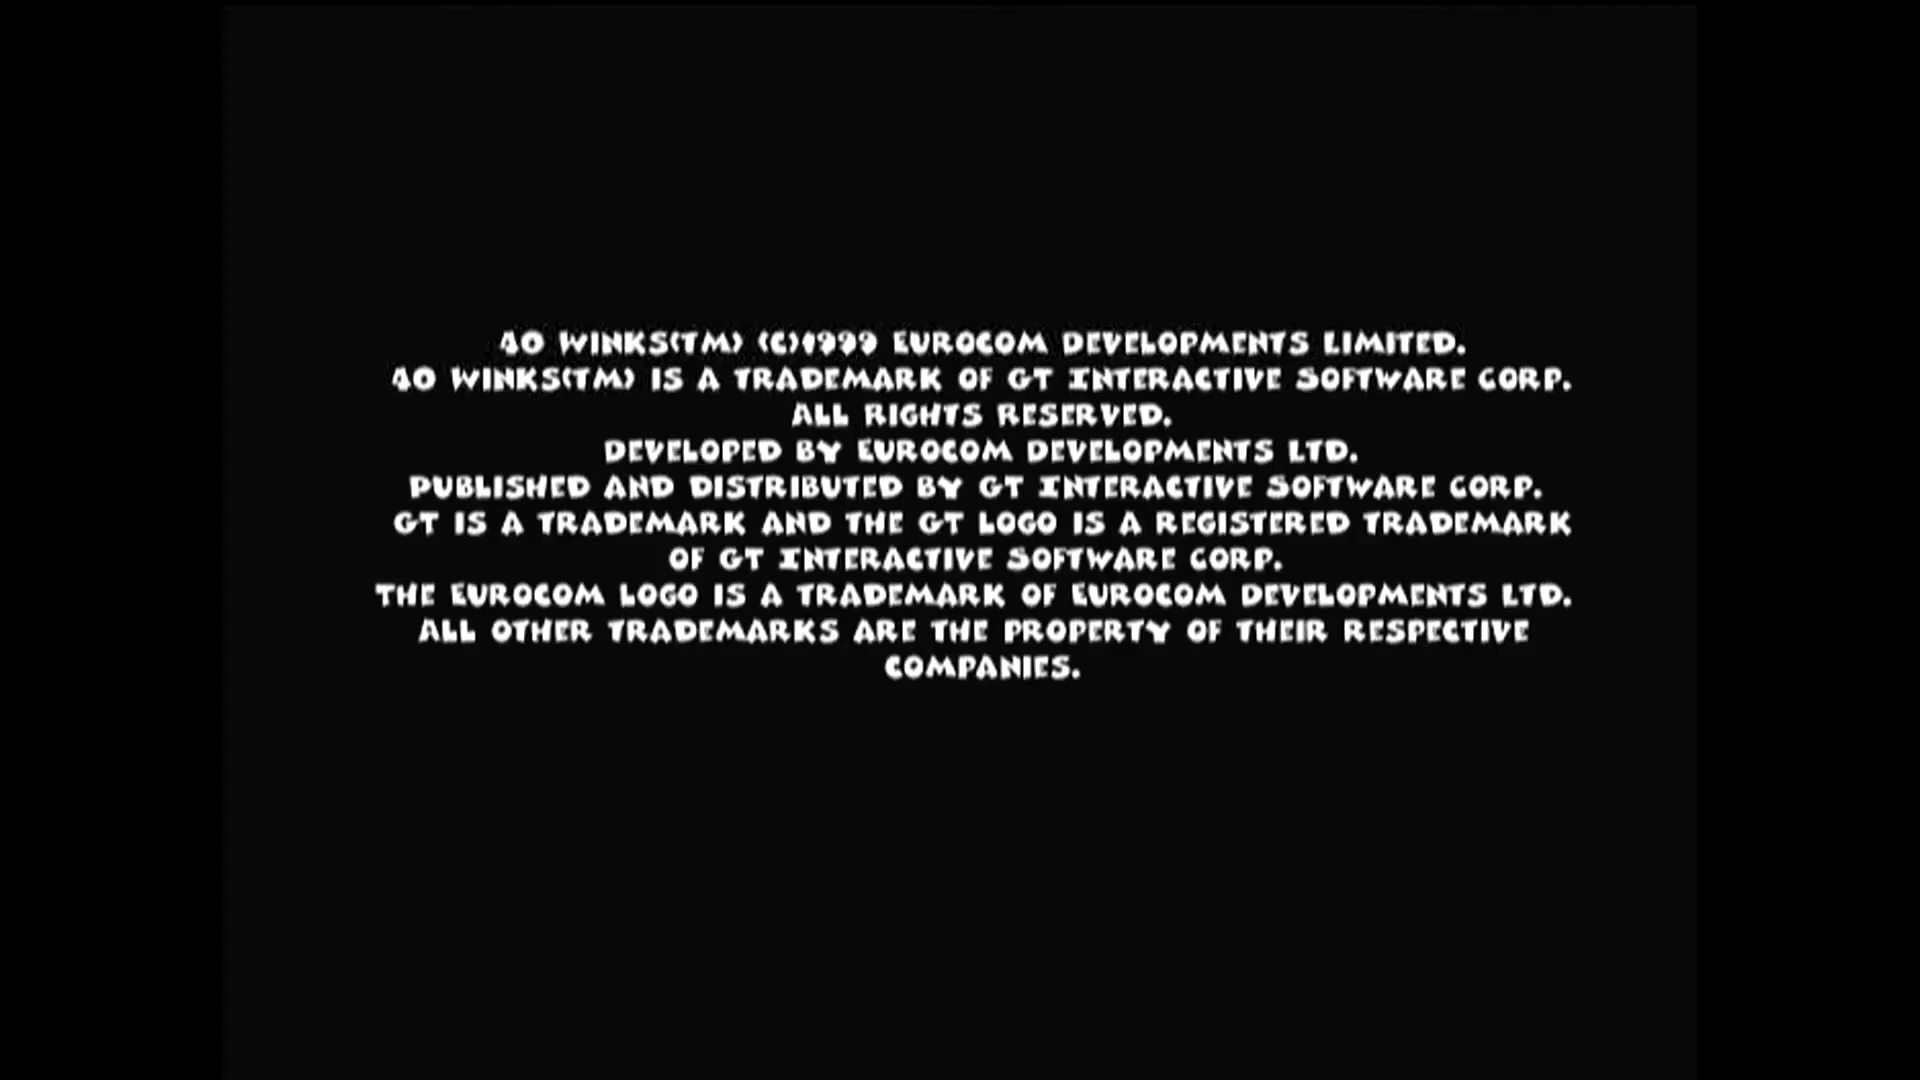 40 WINKS(TM) (C)1999 EUROCOM DEVELOPMENTS LIMITED.
40 WINKS(TM) IS A TRADEMARK OF GT INTERACTIVE SOFTWARE CORP.
ALL RIGHTS RESERVED.
DEVELOPED BY EUROCOM DEVELOPMENTS LTD.
PUBLISHED AND DISTRIBUTED BY GT INTERACTIVE SOFTWARE CORP.
GT IS A TRADEMARK AND THE GT LOGO IS A REGISTERED TRADEMARK
OF GT INTERACTIVE SOFTWARE CORP.
THE EUROCOM LOGO IS A TRADEMARK OF EUROCOM DEVELOPMENTS LTD.
ALL OTHER TRADEMARKS ARE THE PROPERTY OF THEIR RESPECTIVE
COMPANIES.